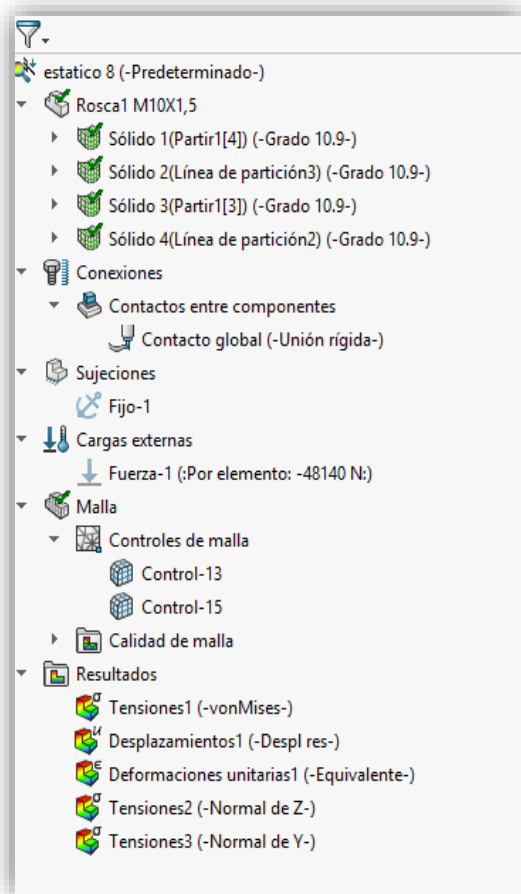 estatico 8 (-Predeterminado-)
Rosca1 M10X1,5
Sólido 1(Partir1[4]) (-Grado 10.9-)
Sólido 2(Línea de partición3) (-Grado 10.9-)
Sólido 3(Partir1[3]) (-Grado 10.9-)
Sólido 4(Línea de partición2) (-Grado 10.9-)
Conexiones
Contactos entre componentes
Contacto global (-Unión rígida-)
Sujeciones
Fijo-1
Cargas externas
Fuerza-1 (:Por elemento: -48140 N:)
Malla
Controles de malla
Control-13
Control-15
Calidad de malla
Resultados
Tensiones1 (-vonMises-)
Desplazamientos1 (-Despl res-)
Deformaciones unitarias1 (-Equivalente-)
Tensiones2 (-Normal de Z-)
Tensiones3 (-Normal de Y-)